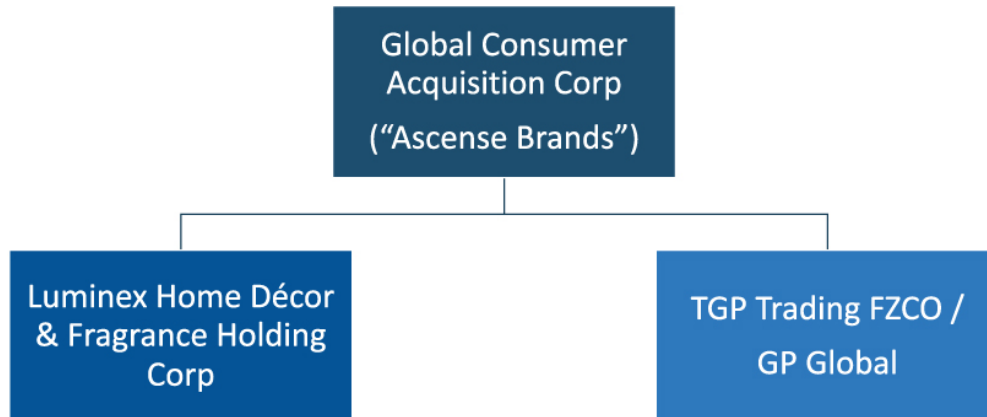 Global Consumer
Acquisition Corp
(“Ascense Brands”)
Luminex Home Décor
& Fragrance Holding
Corp
TGP Trading FZCO /
GP Global